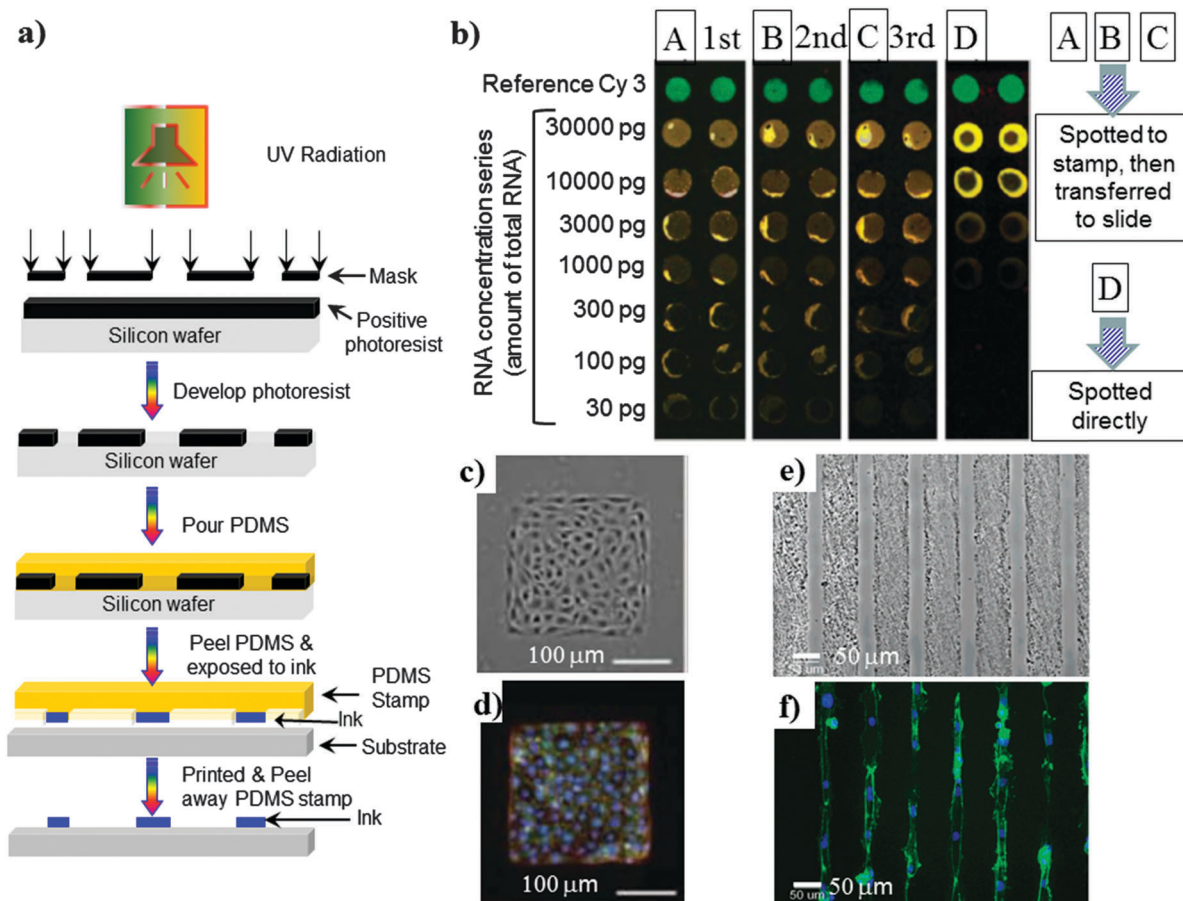 a)
UV Radiation
Mask
Positive
photoresist
Silicon wafer
Develop photoresist
Silicon wafer
Pour PDMS
Silicon wafer
Peel PDMS &
exposed to ink
PDMS
Stamp
Ink
Substrate
Printed & Peel
away PDMS stamp
Ink
b)
A 1st B 2nd C 3rd D
Reference Cy 3
RNA concentration series
(amount of total RNA)
30000 pg
10000 pg
3000 pg
1000 pg
300 pg
100 pg
30 pg
A B C
Spotted to
stamp, then
transferred
to slide
D
Spotted
directly
c)
100 µm
d)
100 µm
e)
50 µm
f)
50 µm
50 um